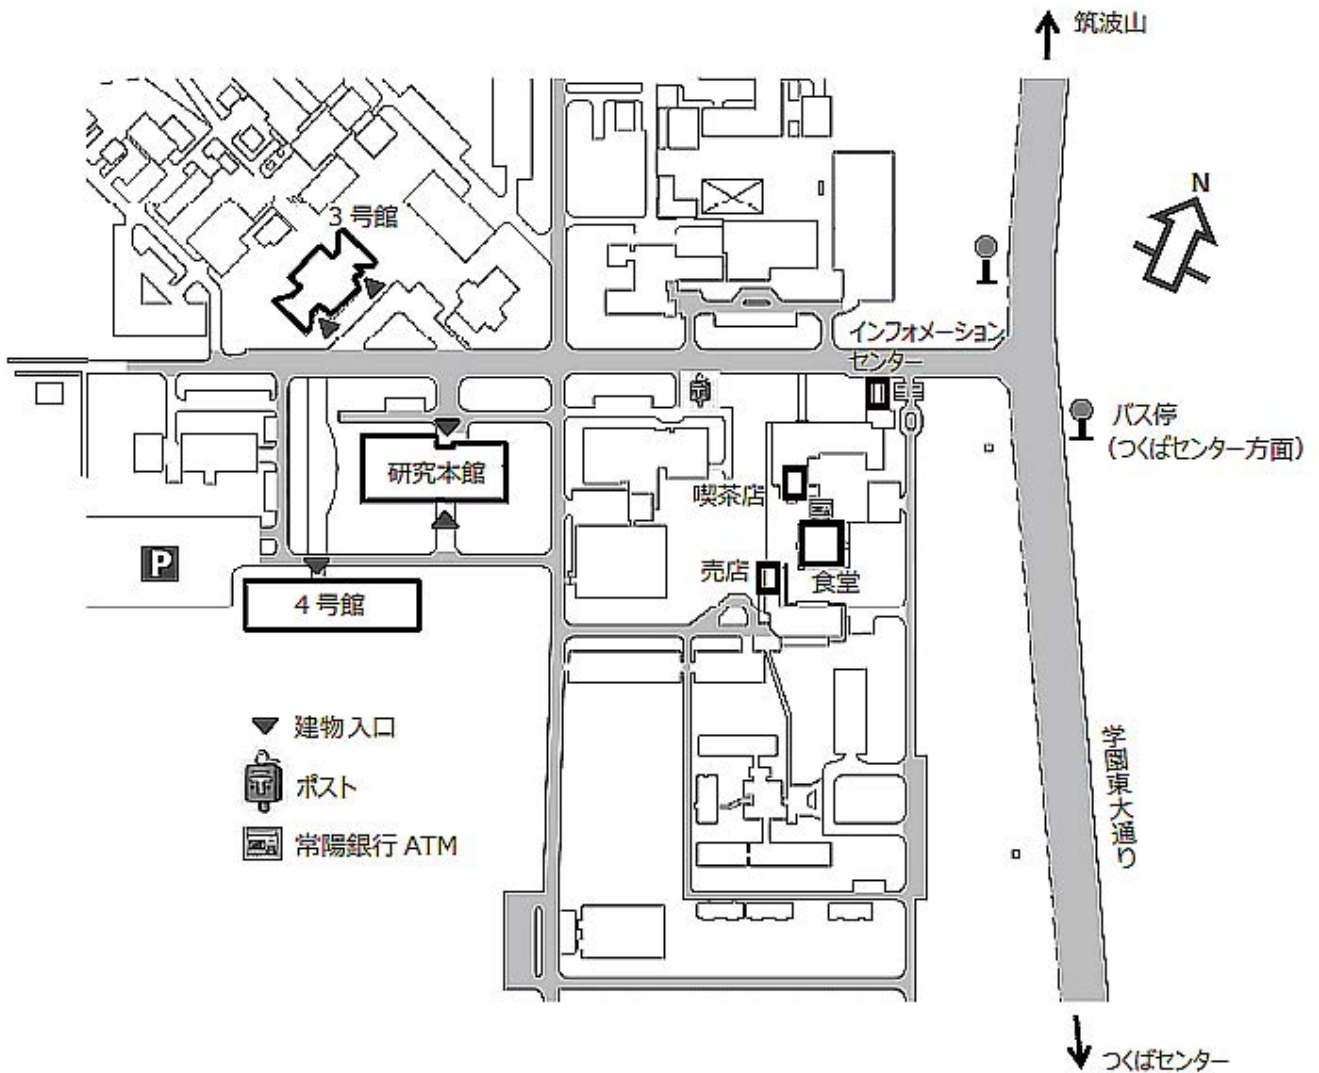 筑波山
N
3号館
インフォメーション
センター
バス停
(つくばセンター方面)
研究本館
喫茶店
P
売店
食堂
4号館
建物入口
ポスト
常陽銀行 ATM
学園東大通り
つくばセンター